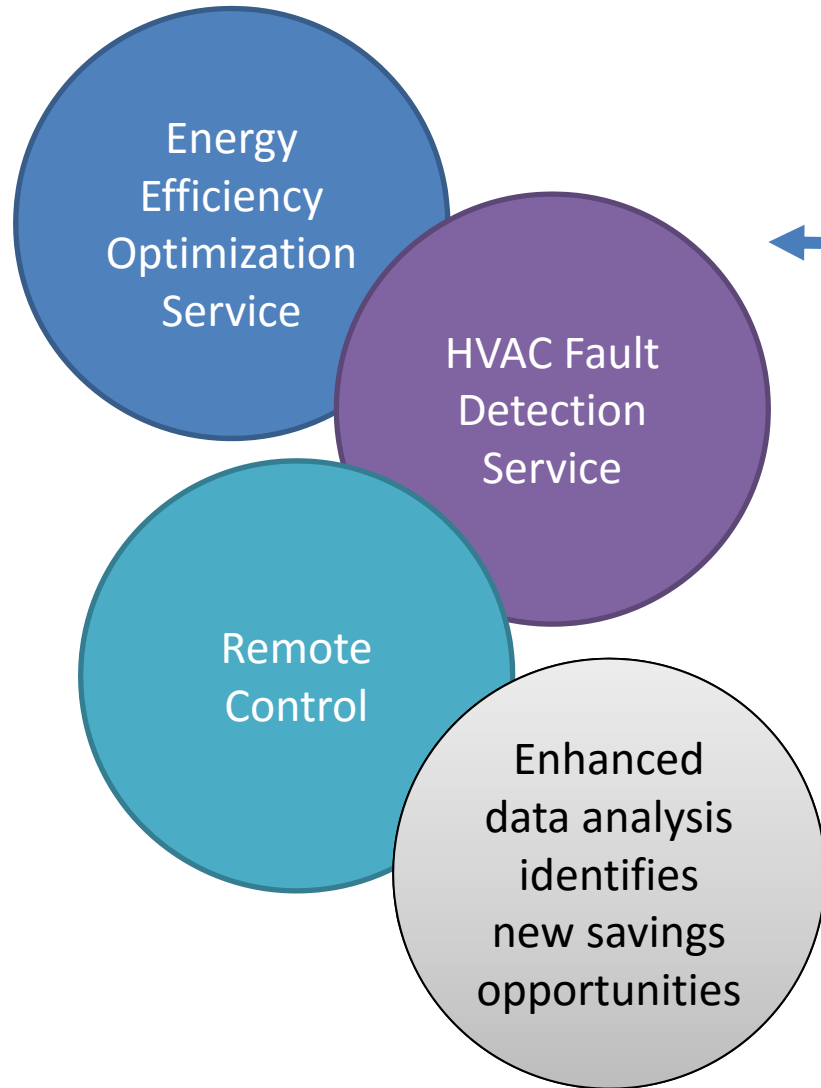 Energy
Efficiency
Optimization
Service
HVAC Fault
Detection
Service
Remote
Control
Enhanced
data analysis
identifies
new savings
opportunities